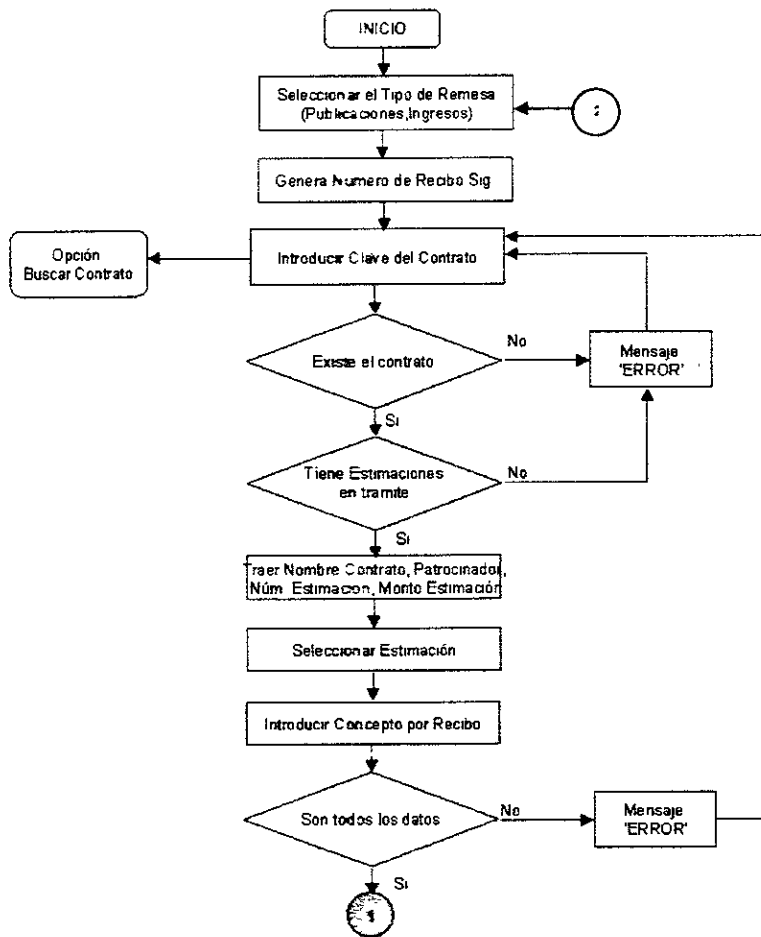 INICIO
Seleccionar el Tipo de Remesa
(Publicaciones,Ingresos)
2
Genera Numero de Recibo Sig
Opción
Buscar Contrato
Introducir Clave del Contrato
Existe el contrato
No
Mensaje
'ERROR'
Si
Tiene Estimaciones
en tramite
No
Si
Traer Nombre Contrato, Patrocinador,
Núm Estimacion, Monto Estimación
Seleccionar Estimación
Introducir Concepto por Recibo
Son todos los datos
No
Mensaje
'ERROR'
Si